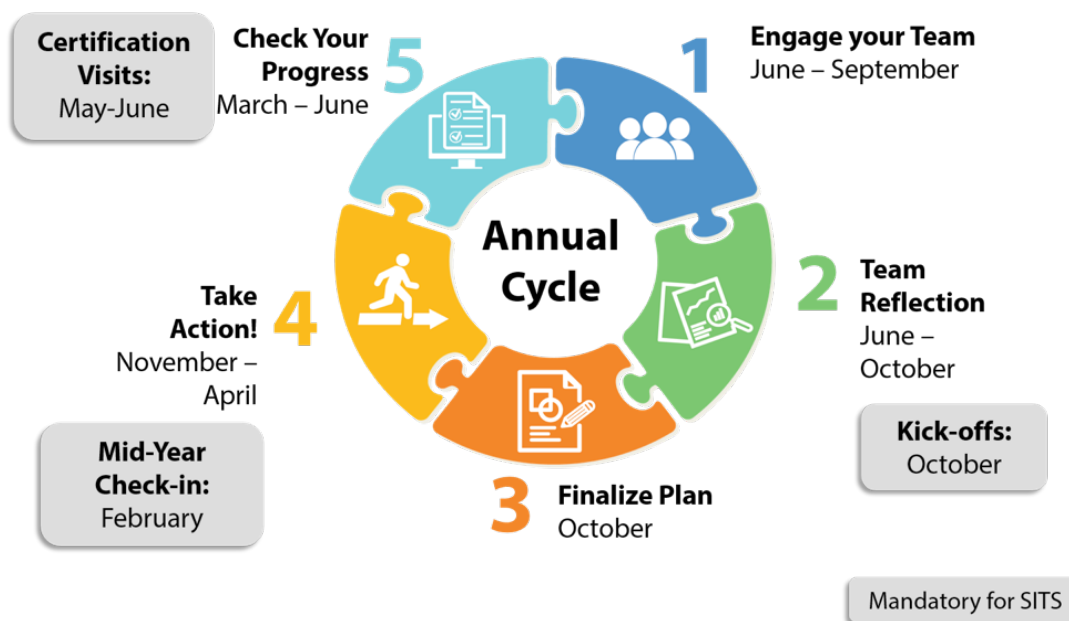 Certification
Visits:
May-June
Check Your
Progress
March – June
5
1
Engage your Team
June – September
Annual
Cycle
2
Team
Reflection
June –
October
Kick-offs:
October
3
Finalize Plan
October
4
Take
Action!
November –
April
Mid-Year
Check-in:
February
Mandatory for SITS